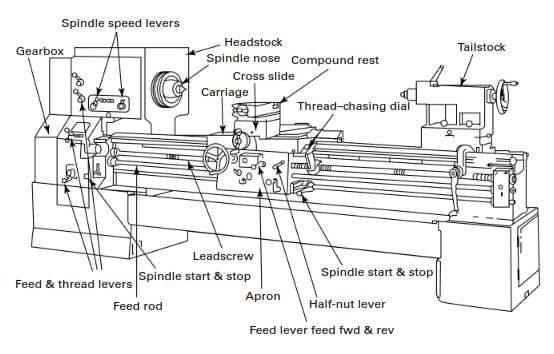 Spindle speed levers
Gearbox
Headstock
Spindle nose
Cross slide
Compound rest
Carriage
Tailstock
Thread–chasing dial
Leadscrew
Spindle start & stop
Spindle start & stop
Feed & thread levers
Feed rod
Apron
Half-nut lever
Feed lever feed fwd & rev